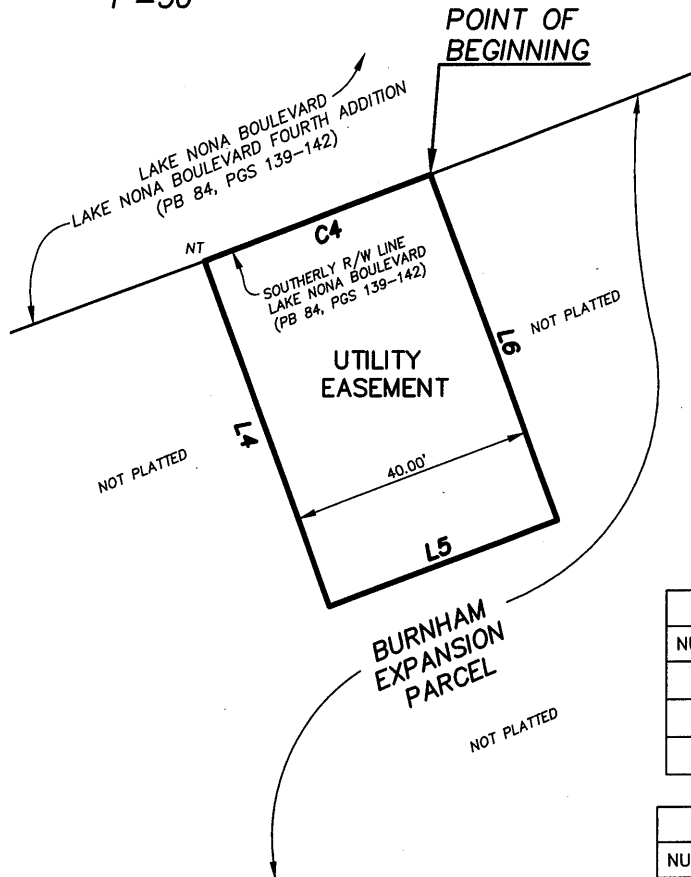 1"=30'
POINT OF
BEGINNING
LAKE NONA BOULEVARD
LAKE NONA BOULEVARD FOURTH ADDITION
(PB 84, PGS 139-142)
NT
C4
SOUTHERLY R/W LINE
LAKE NONA BOULEVARD
(PB 84, PGS 139-142)
NOT PLATTED
L6
UTILITY
EASEMENT
L4
NOT PLATTED
40.00'
L5
BURNHAM
EXPANSION
PARCEL
NOT PLATTED